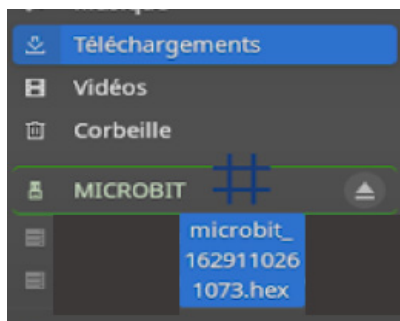 Téléchargements
Vidéos
Corbeille
MICROBIT
microbit_
162911026
1073.hex